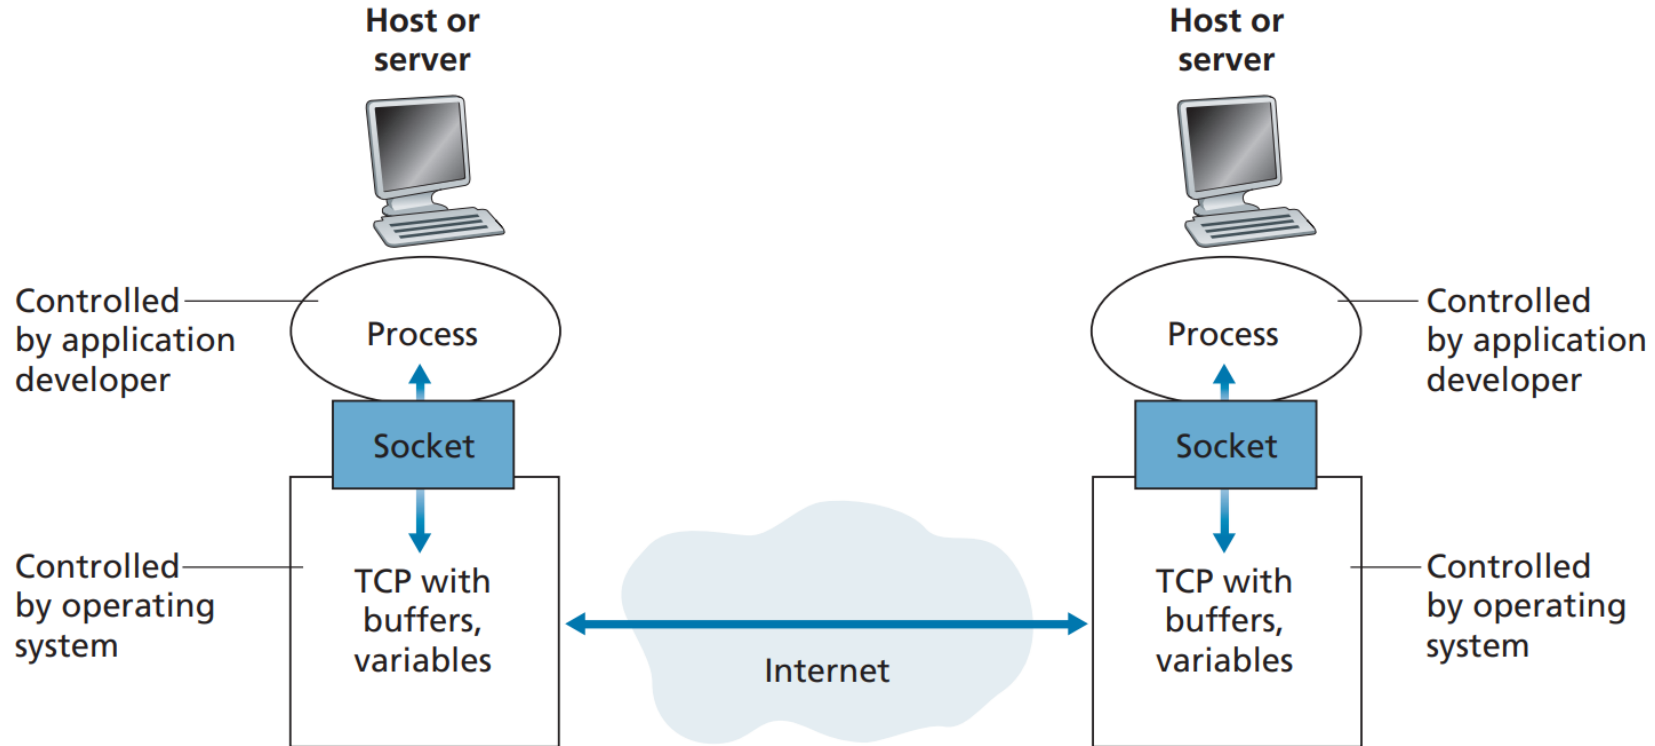 Host or
server
Host or
server
Controlled
by application
developer
Process
Process
Controlled
by application
developer
Socket
Socket
Controlled
by operating
system
TCP with
buffers,
variables
Internet
TCP with
buffers,
variables
Controlled
by operating
system